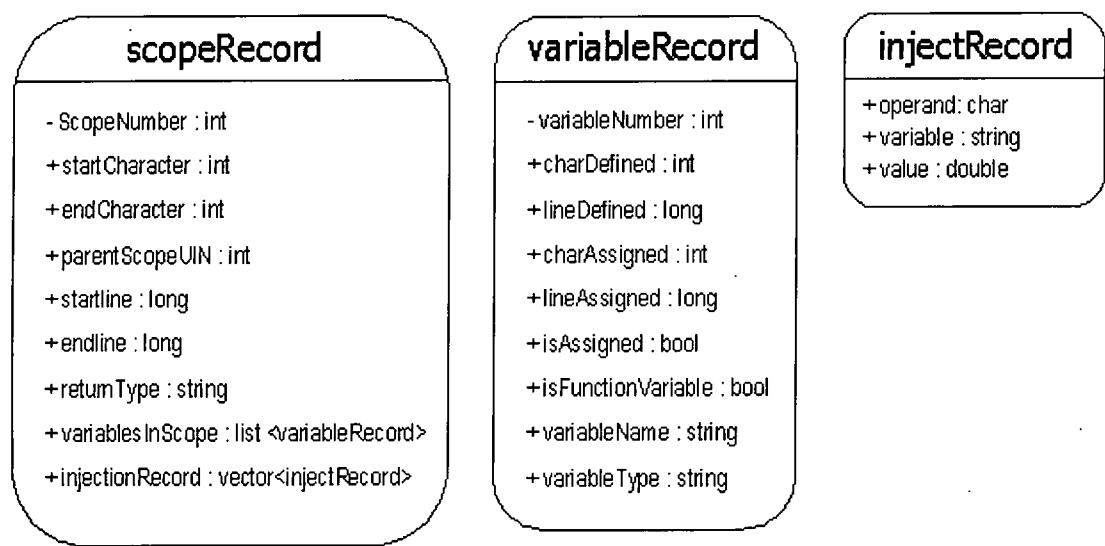 scopeRecord
- ScopeNumber : int
+startCharacter : int
+endCharacter : int
+parentScopeUIN : int
+startline : long
+endline : long
+returnType : string
+variablesInScope : list <variableRecord>
+injectionRecord : vector<injectRecord>
variableRecord
- variableNumber : int
+charDefined : int
+lineDefined : long
+charAssigned : int
+lineAssigned : long
+isAssigned : bool
+isFunctionVariable : bool
+variableName : string
+variableType : string
injectRecord
+operand: char
+variable : string
+value : double